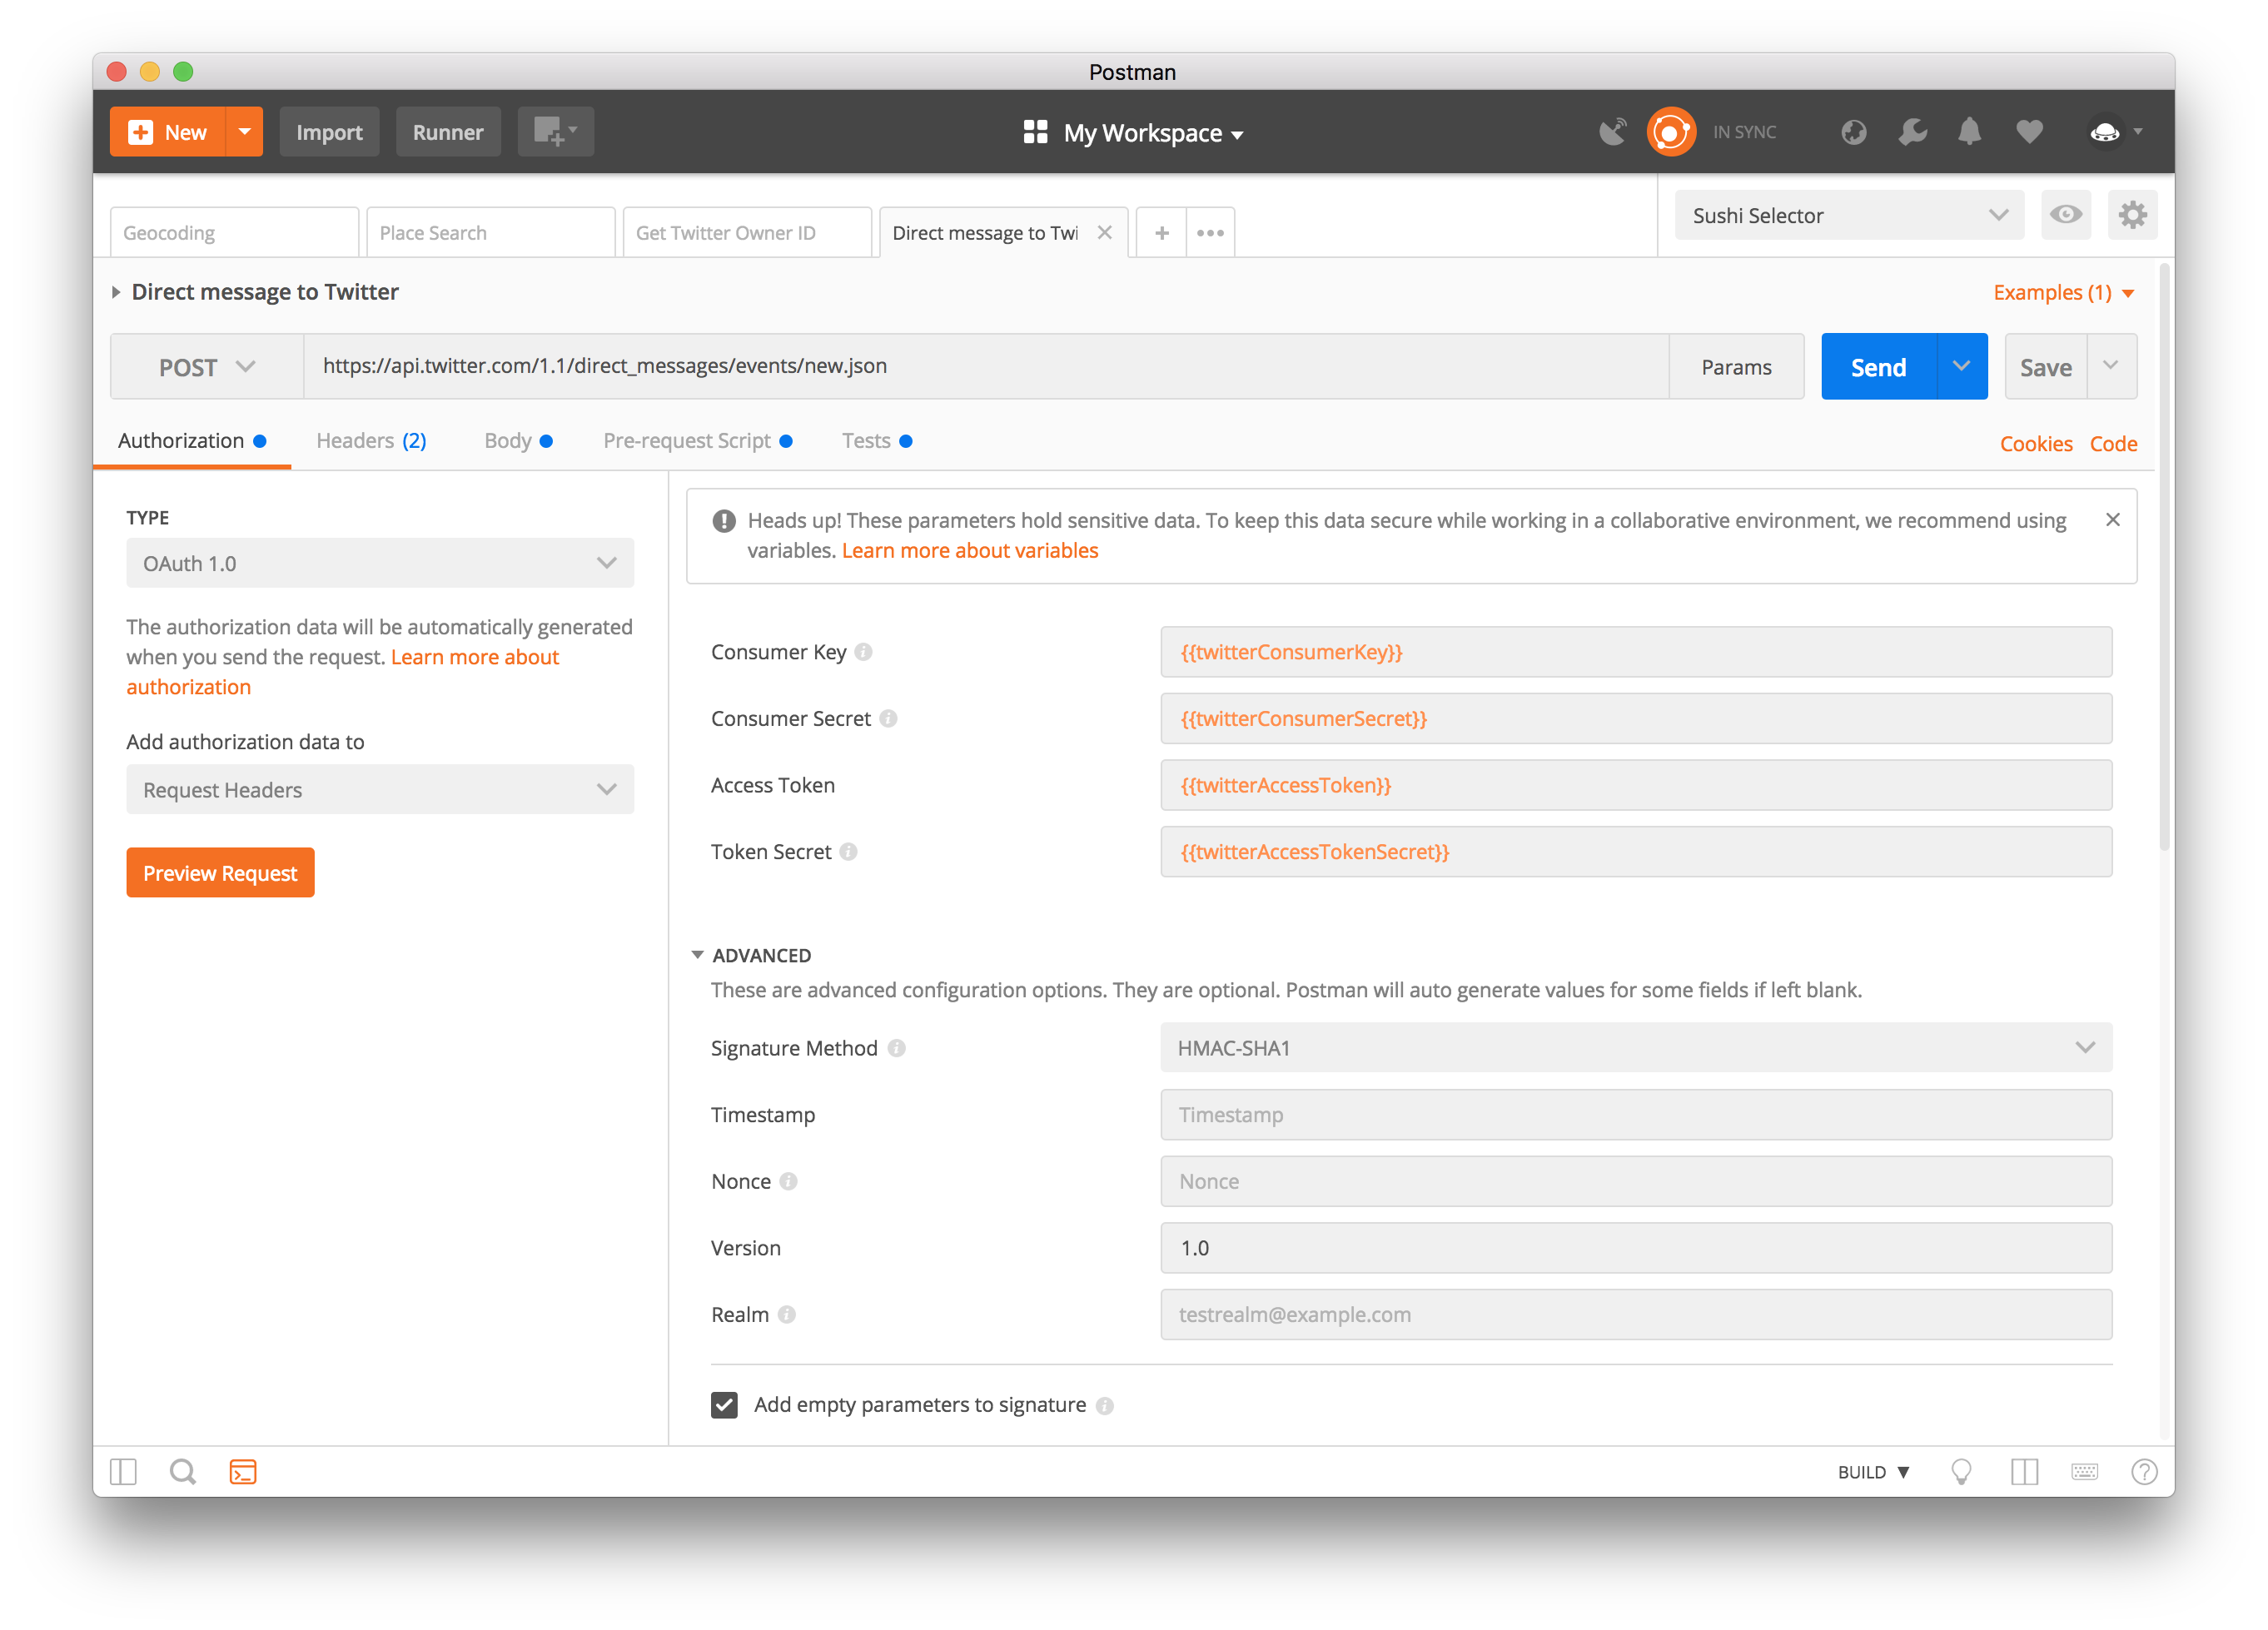 Postman
New
Import
Runner
My Workspace
IN SYNC
Geocoding
Place Search
Get Twitter Owner ID
Direct message to Twi
Sushi Selector
Direct message to Twitter
Examples (1)
POST
https://api.twitter.com/1.1/direct_messages/events/new.json
Params
Send
Save
Authorization
Headers (2)
Body
Pre-request Script
Tests
Cookies
Code
TYPE
OAuth 1.0
The authorization data will be automatically generated
when you send the request. Learn more about
authorization
Add authorization data to
Request Headers
Preview Request
Heads up! These parameters hold sensitive data. To keep this data secure while working in a collaborative environment, we recommend using
variables. Learn more about variables
Consumer Key
{{twitterConsumerKey}}
Consumer Secret
{{twitterConsumerSecret}}
Access Token
{{twitterAccessToken}}
Token Secret
{{twitterAccessTokenSecret}}
ADVANCED
These are advanced configuration options. They are optional. Postman will auto generate values for some fields if left blank.
Signature Method
HMAC-SHA1
Timestamp
Timestamp
Nonce
Nonce
Version
1.0
Realm
testrealm@example.com
Add empty parameters to signature
BUILD